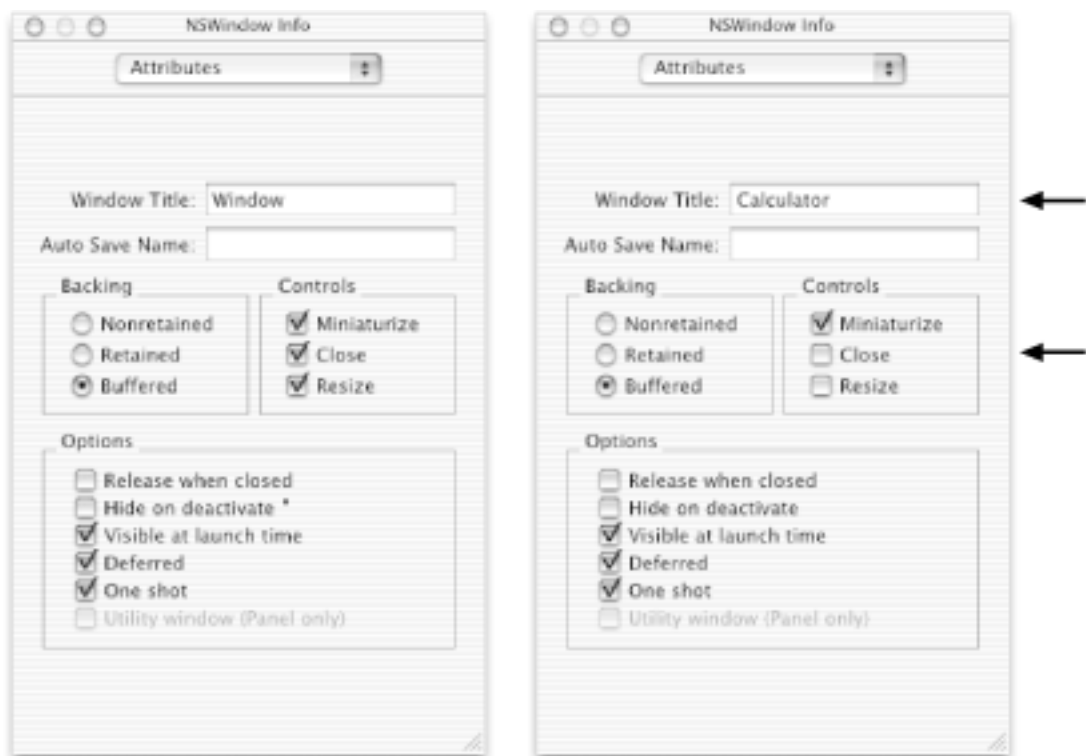 NSWindow Info
Attributes
Window Title: Window
Auto Save Name:
Backing
Nonretained
Retained
Buffered
Controls
Miniaturize
Close
Resize
Options
Release when closed
Hide on deactivate *
Visible at launch time
Deferred
One shot
Utility window (Panel only)
NSWindow Info
Attributes
Window Title: Calculator
Auto Save Name:
Backing
Nonretained
Retained
Buffered
Controls
Miniaturize
Close
Resize
Options
Release when closed
Hide on deactivate
Visible at launch time
Deferred
One shot
Utility window (Panel only)